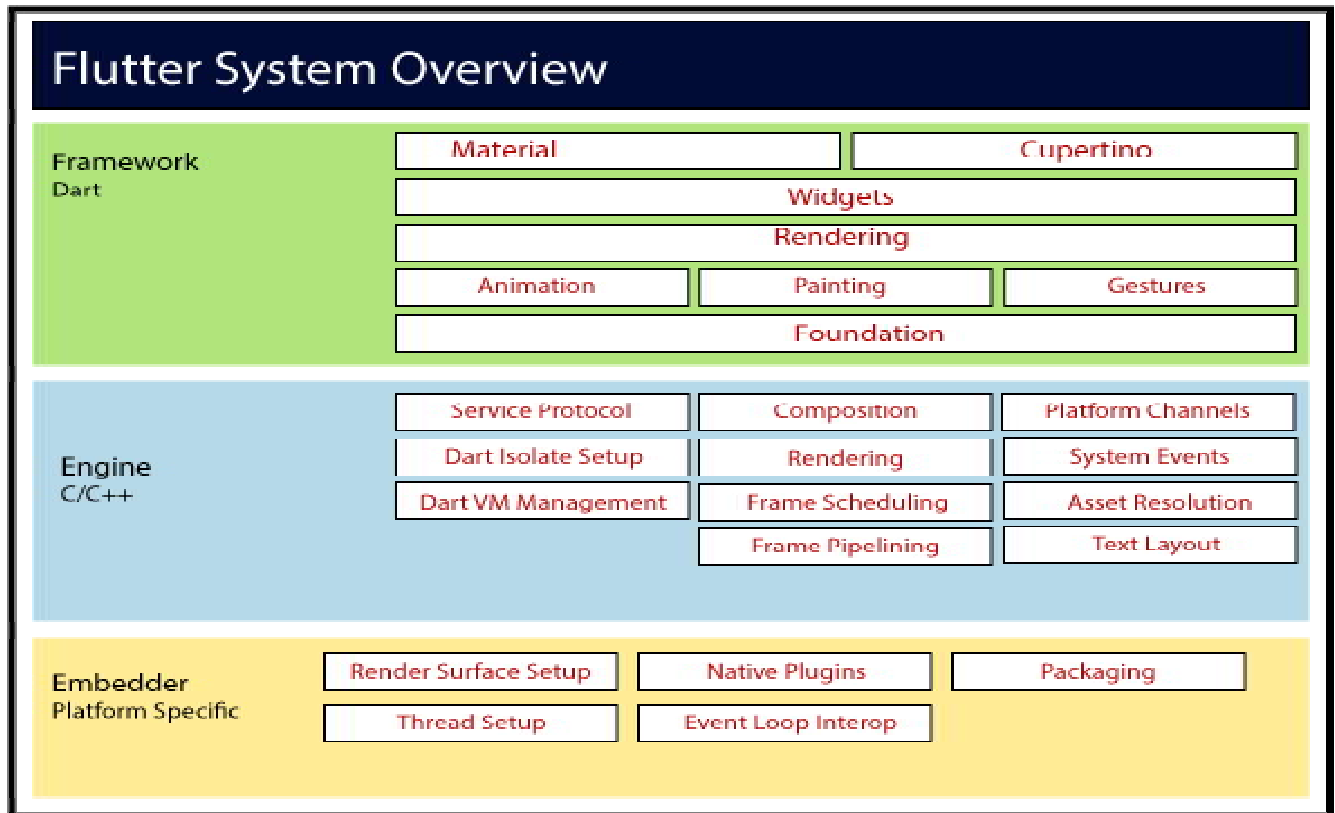 Flutter System Overview
Framework
Dart
Material
Cupertino
Widgets
Rendering
Animation
Painting
Gestures
Foundation
Engine
C/C++
Service Protocol
Composition
Platform Channels
Dart Isolate Setup
Rendering
System Events
Dart VM Management
Frame Scheduling
Asset Resolution
Frame Pipelining
Text Layout
Embedder
Platform Specific
Render Surface Setup
Native Plugins
Packaging
Thread Setup
Event Loop Interop